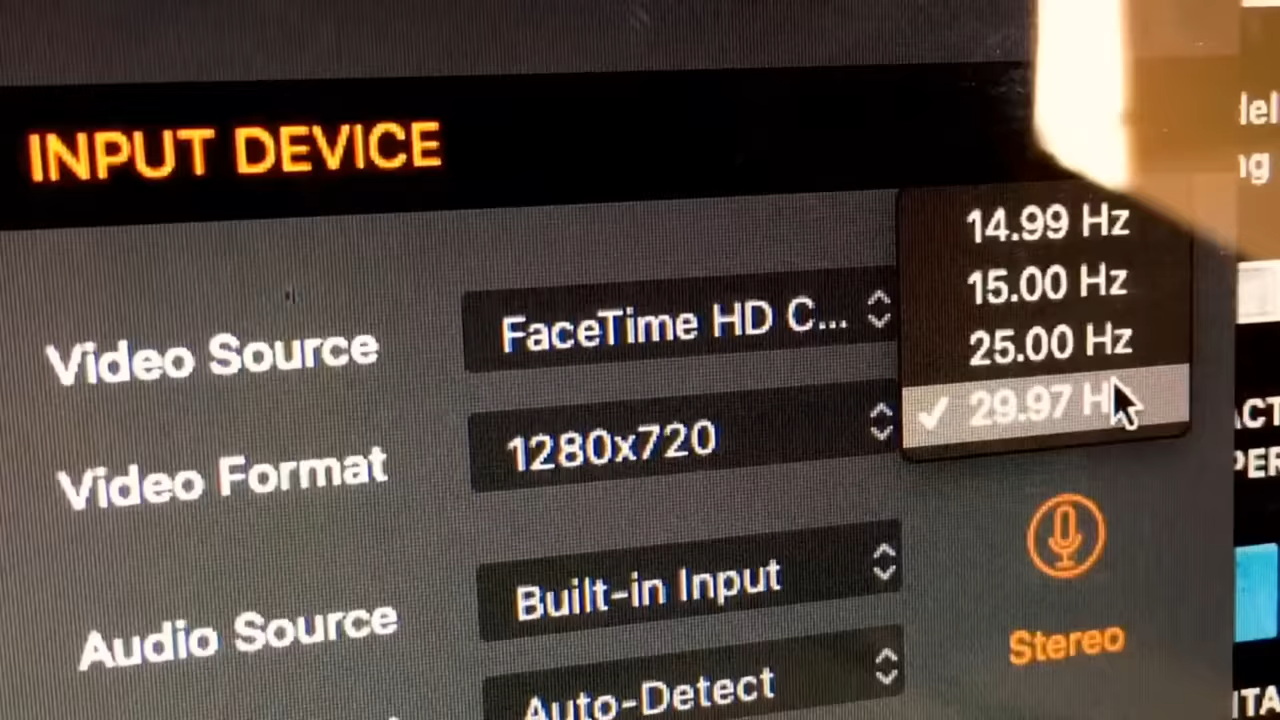 INPUT DEVICE
14.99 Hz
15.00 Hz
25.00 Hz
✓ 29.97 H
Video Source
FaceTime HD C...
Video Format
1280x720
Audio Source
Built-in Input
Stereo
Auto-Detect